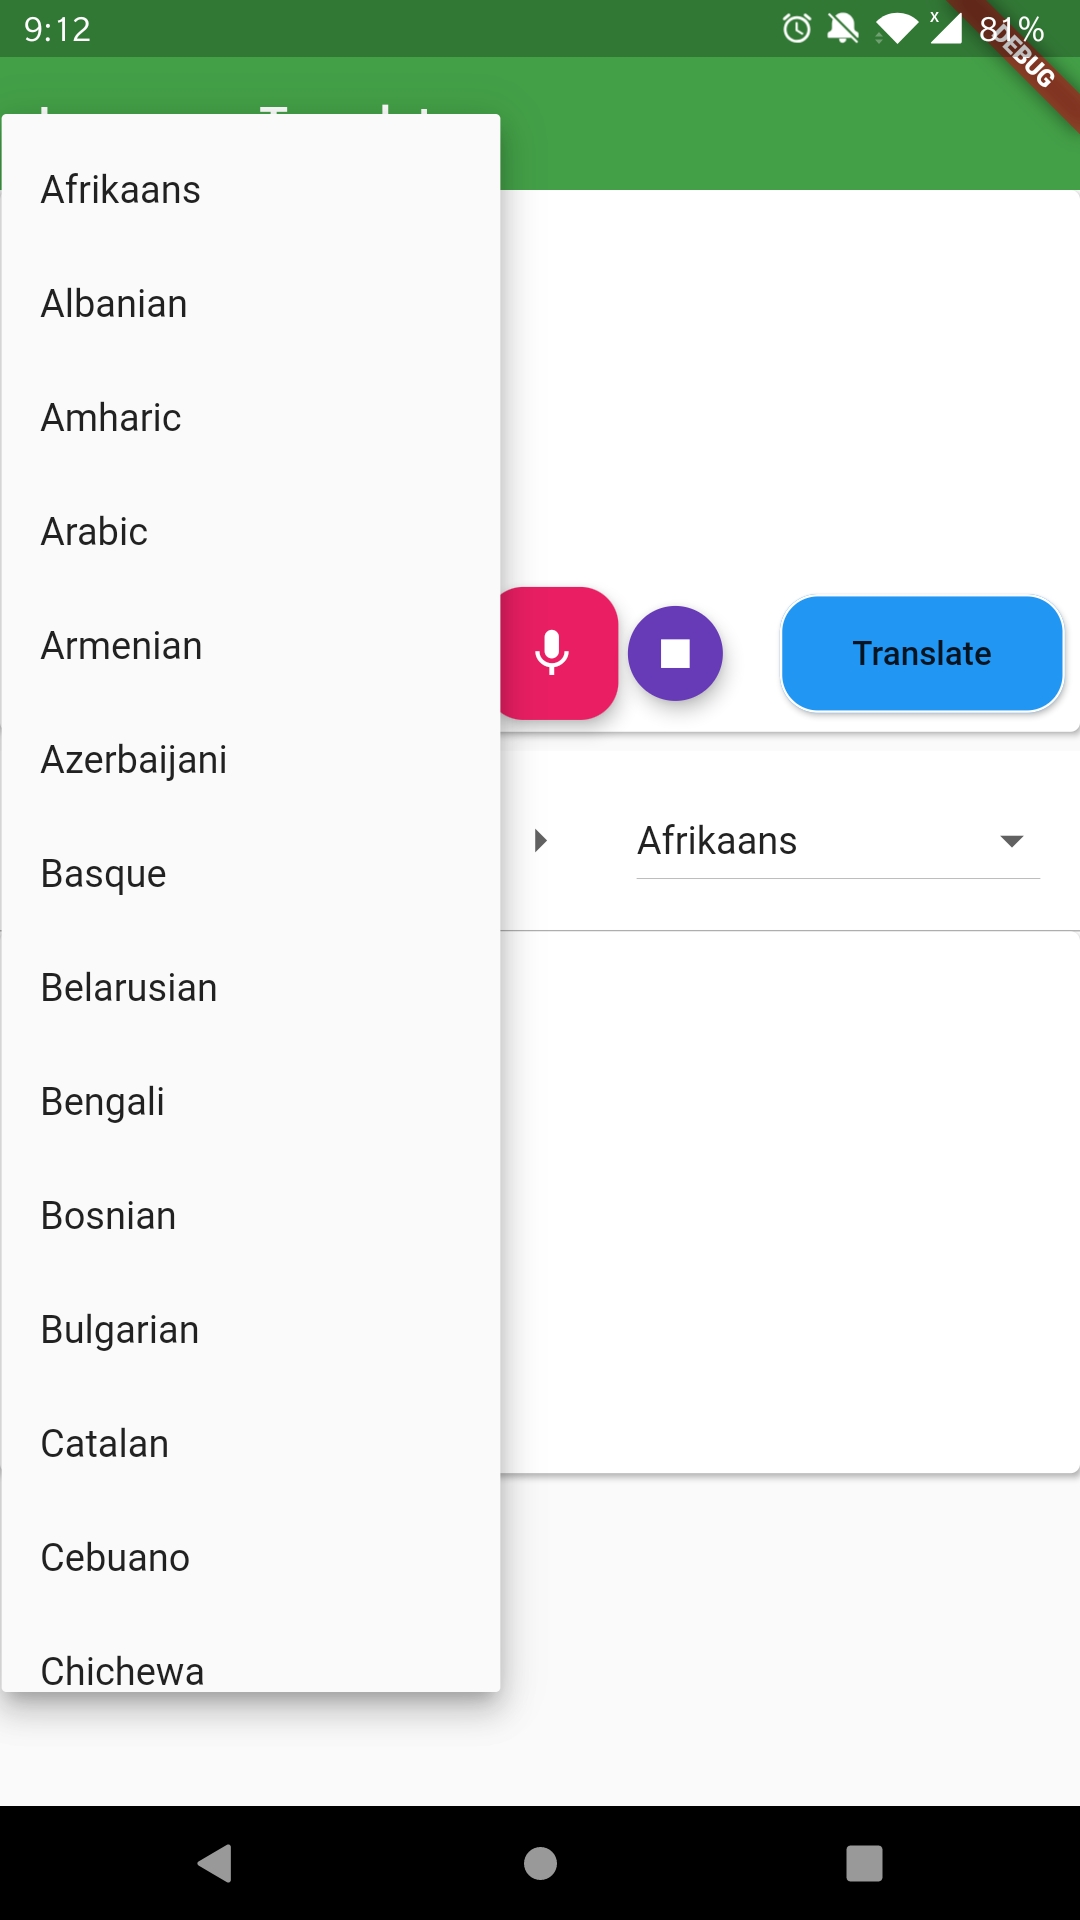 9:12
81%
DEBUG
Afrikaans
Albanian
Amharic
Arabic
Armenian
Translate
Azerbaijani
Afrikaans
Basque
Belarusian
Bengali
Bosnian
Bulgarian
Catalan
Cebuano
Chichewa